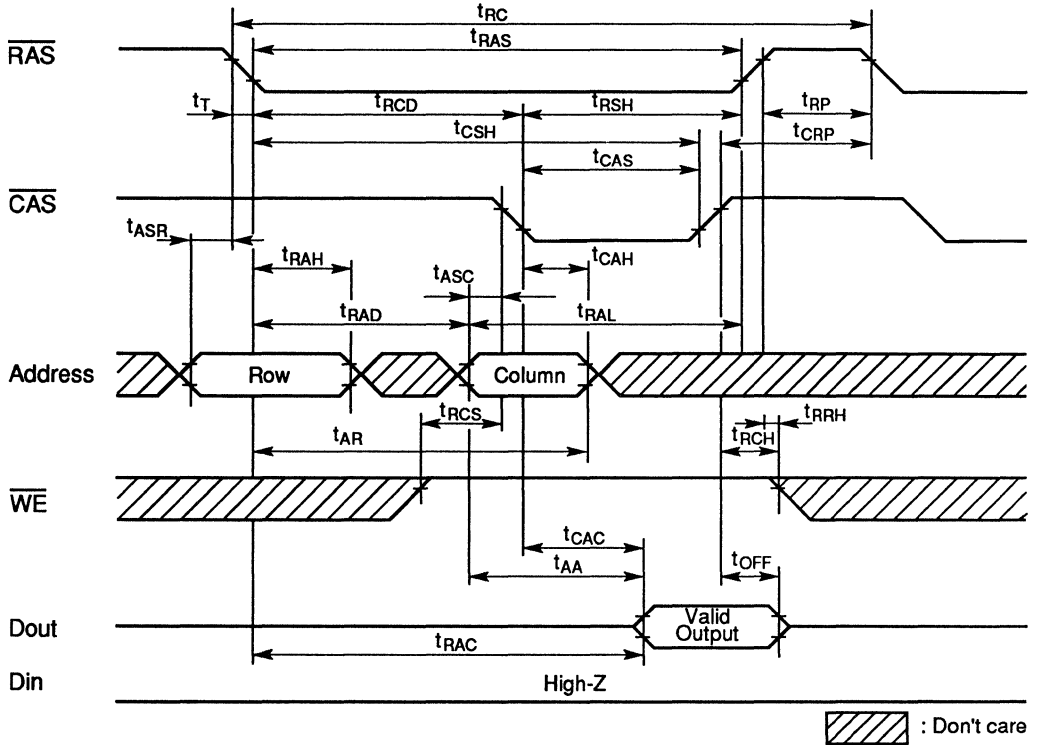 tRC
RAS
tRAS
tT
tRCD
tRSH
tRP
tCSH
tCRP
tCAS
CAS
tASR
tRAH
tASC
tCAH
tRAD
tRAL
Address
Row
Column
tRCS
tRRH
tAR
tRCH
WE
tCAC
tAA
tOFF
Dout
Valid
Output
tRAC
Din
High-Z
: Don't care